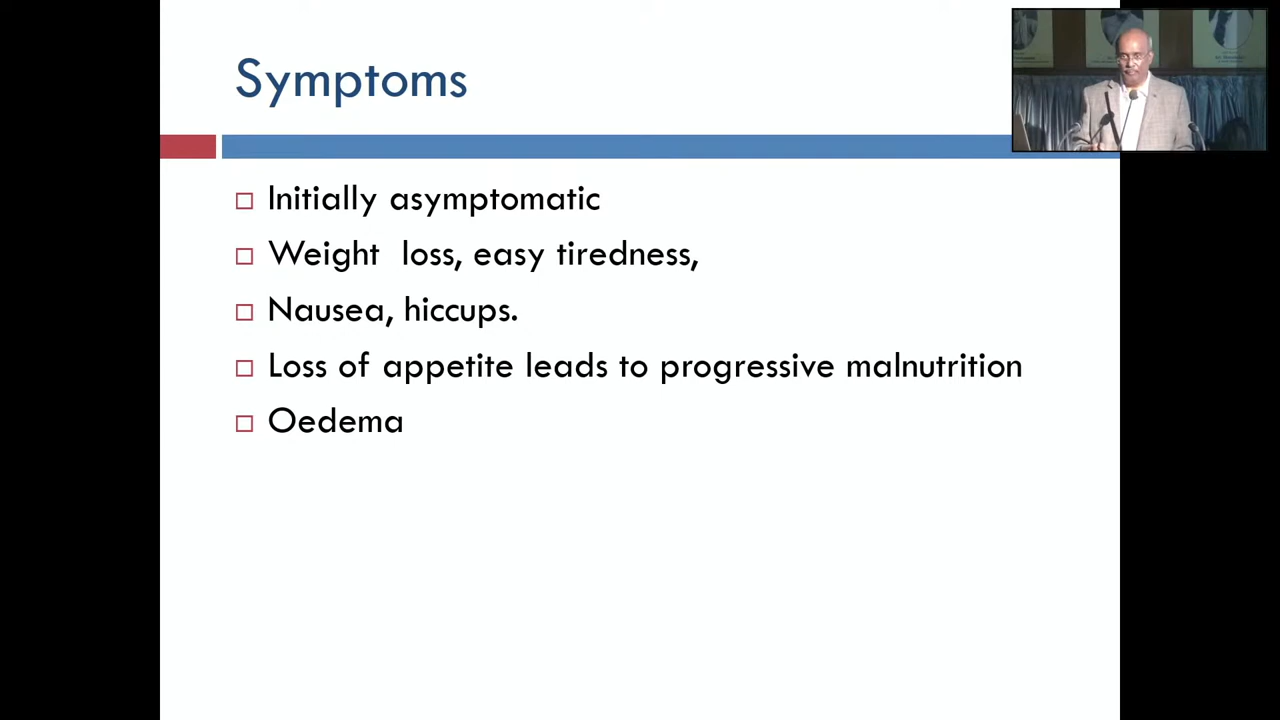 Symptoms
Initially asymptomatic
Weight loss, easy tiredness,
Nausea, hiccups.
Loss of appetite leads to progressive malnutrition
Oedema